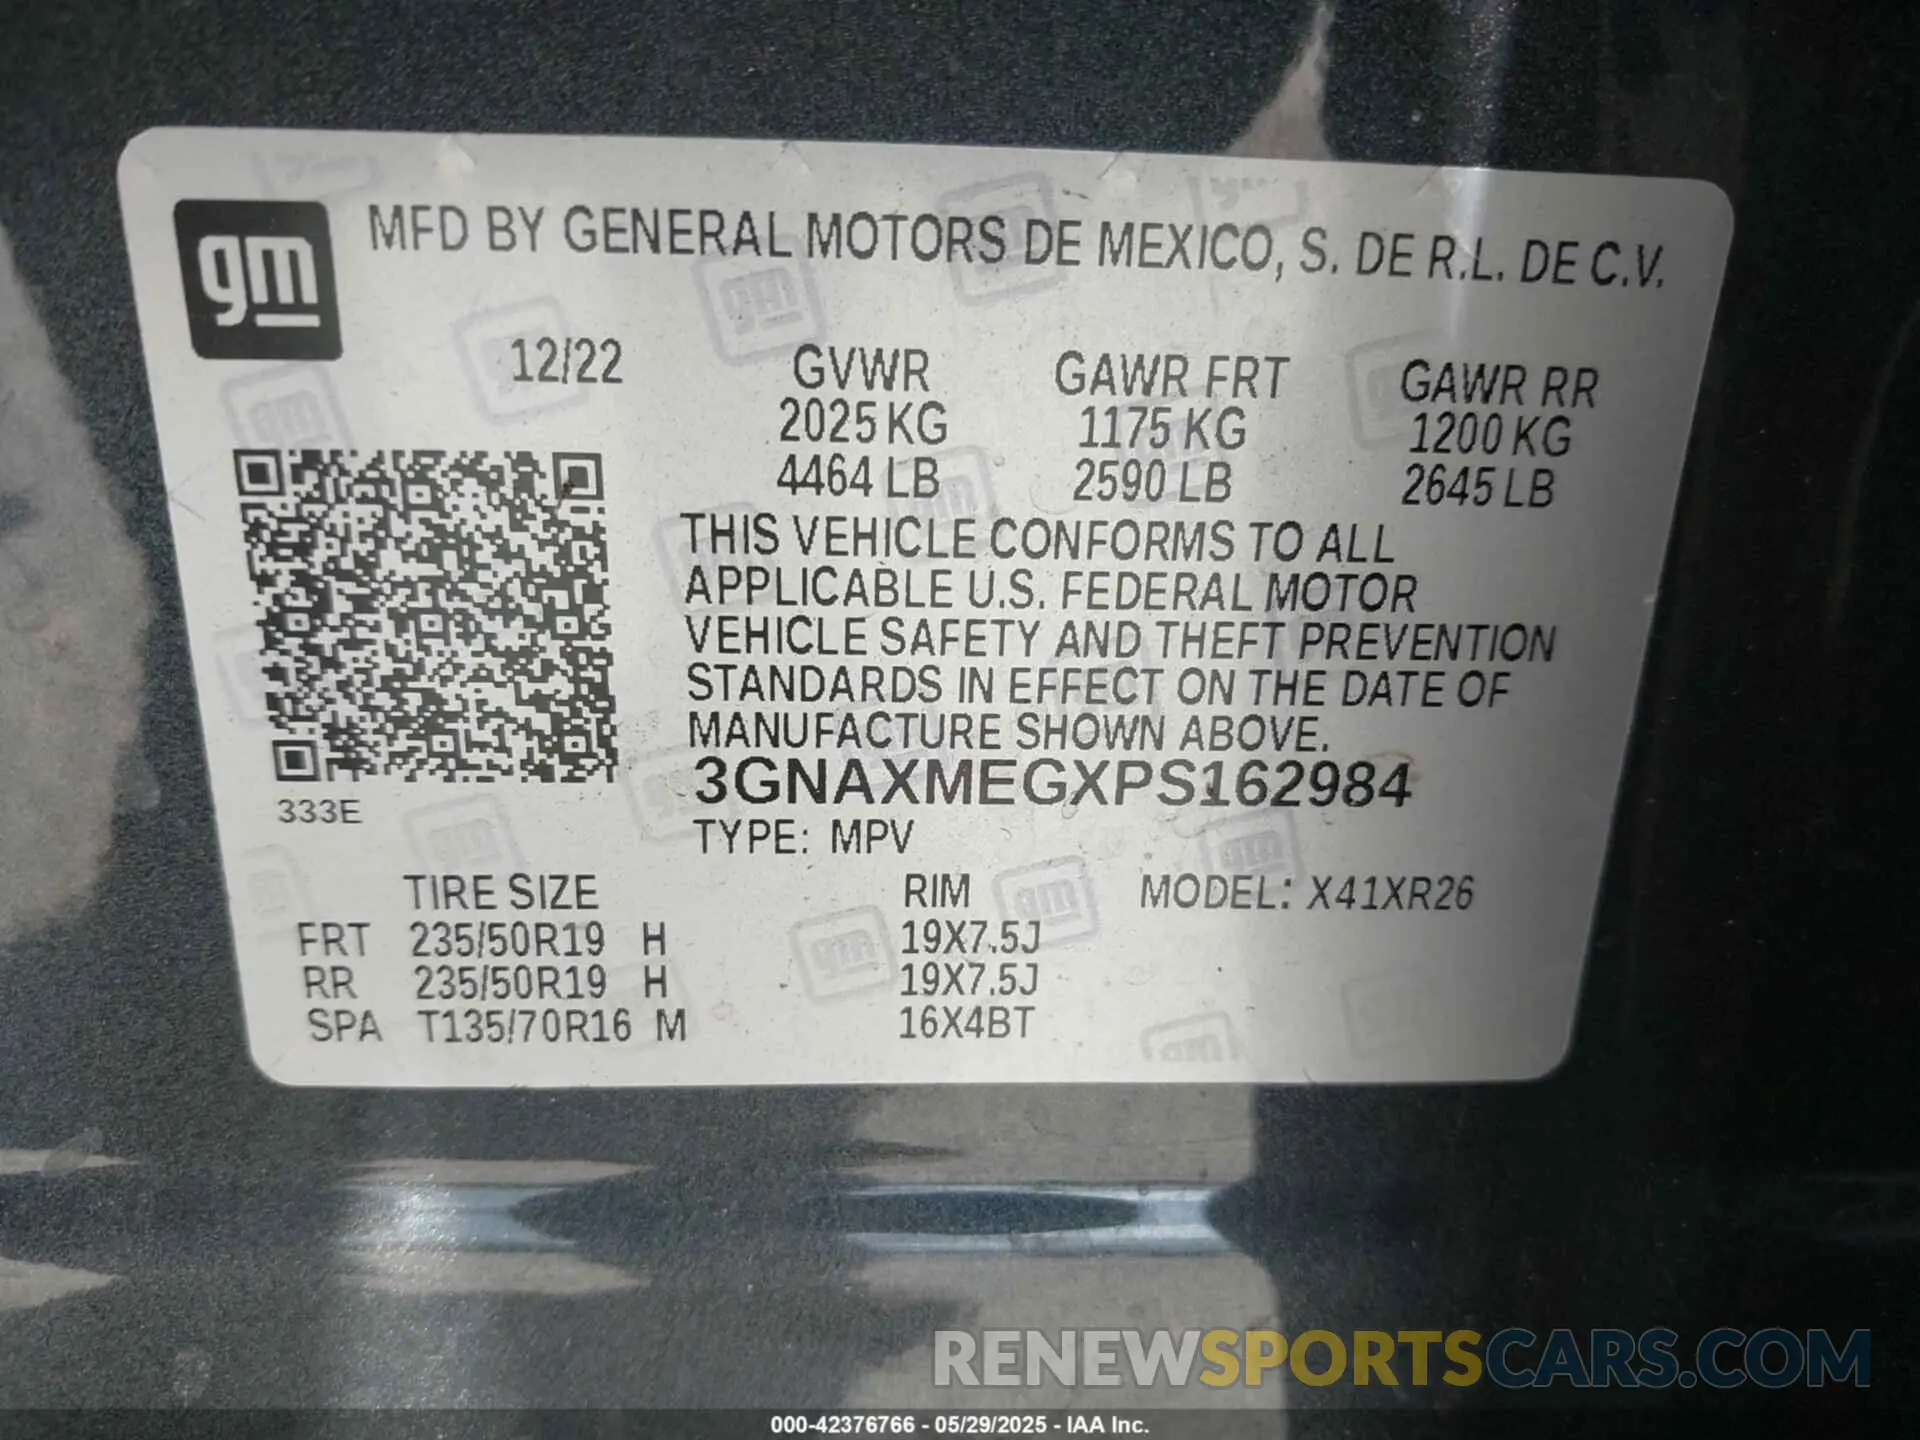 gm
MFD BY GENERAL MOTORS DE MEXICO, S. DE R.L. DE C.V.
12/22 GVWR GAWR FRT GAWR RR
2025 KG 1175 KG 1200 KG
4464 LB 2590 LB 2645 LB
THIS VEHICLE CONFORMS TO ALL
APPLICABLE U.S. FEDERAL MOTOR
VEHICLE SAFETY AND THEFT PREVENTION
STANDARDS IN EFFECT ON THE DATE OF
MANUFACTURE SHOWN ABOVE.
3GNAXMEGXPS162984
333E
TYPE: MPV
TIRE SIZE RIM MODEL: X41XR26
FRT 235/50R19 H 19X7.5J
RR 235/50R19 H 19X7.5J
SPA T135/70R16 M 16X4BT
RENEWSPORTSCARS.COM
000-42376766 - 05/29/2025 - IAA Inc.